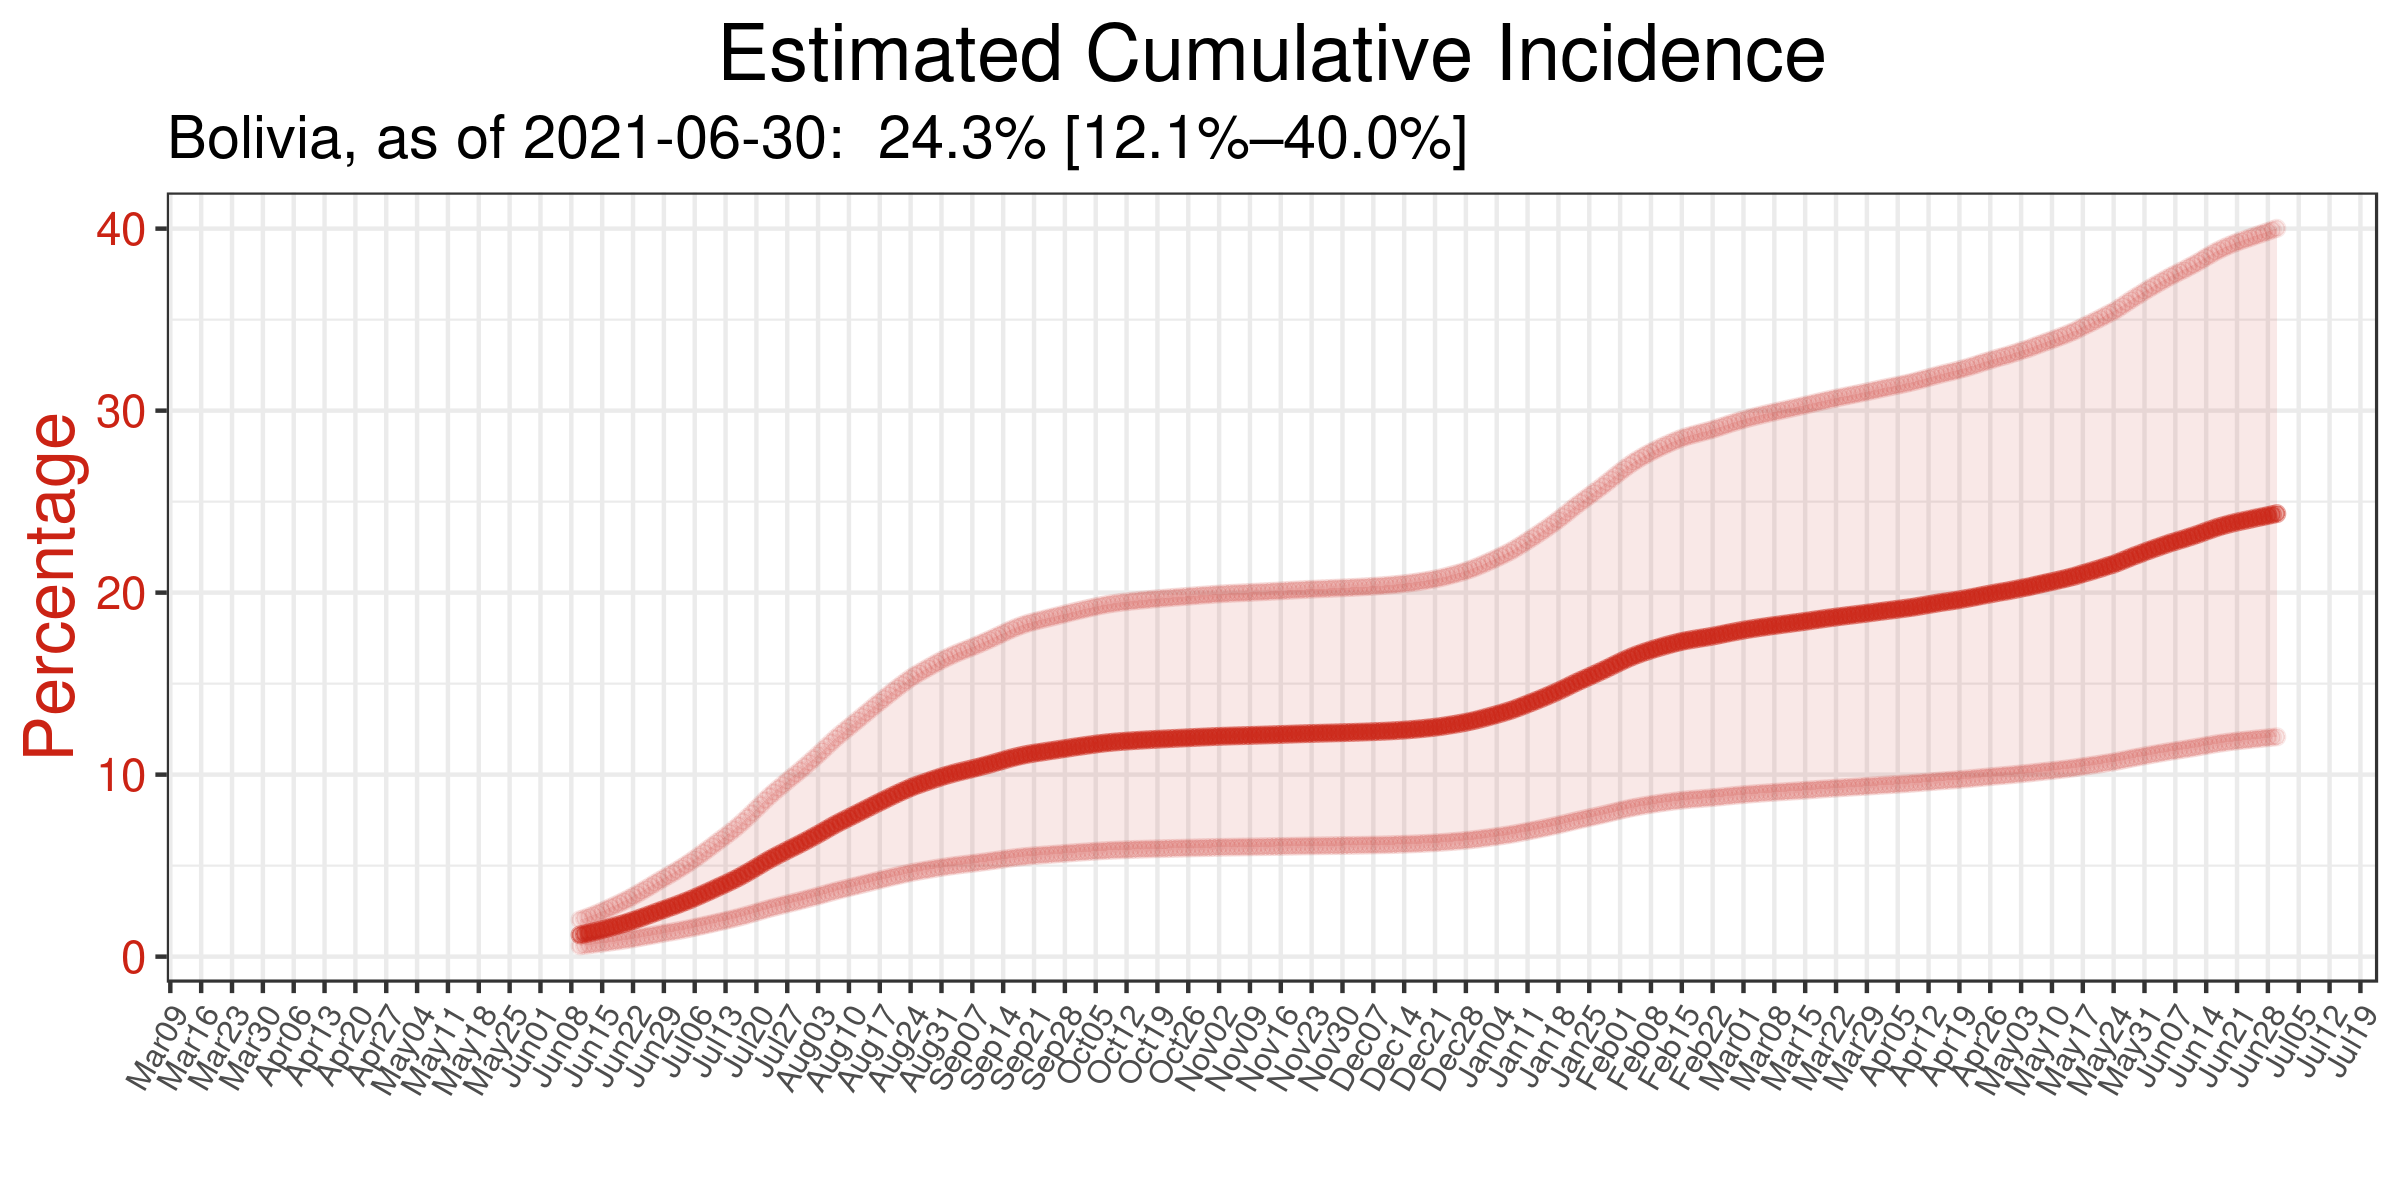 Estimated Cumulative Incidence
Bolivia, as of 2021-06-30:  24.3% [12.1%–40.0%]
Percentage
40
30
20
10
0
Mar09
Mar16
Mar23
Mar30
Apr06
Apr13
Apr20
Apr27
May04
May11
May18
May25
Jun01
Jun08
Jun15
Jun22
Jun29
Jul06
Jul13
Jul20
Jul27
Aug03
Aug10
Aug17
Aug24
Aug31
Sep07
Sep14
Sep21
Sep28
Oct05
Oct12
Oct19
Oct26
Nov02
Nov09
Nov16
Nov23
Nov30
Dec07
Dec14
Dec21
Dec28
Jan04
Jan11
Jan18
Jan25
Feb01
Feb08
Feb15
Feb22
Mar01
Mar08
Mar15
Mar22
Mar29
Apr05
Apr12
Apr19
Apr26
May03
May10
May17
May24
May31
Jun07
Jun14
Jun21
Jun28
Jul05
Jul12
Jul19